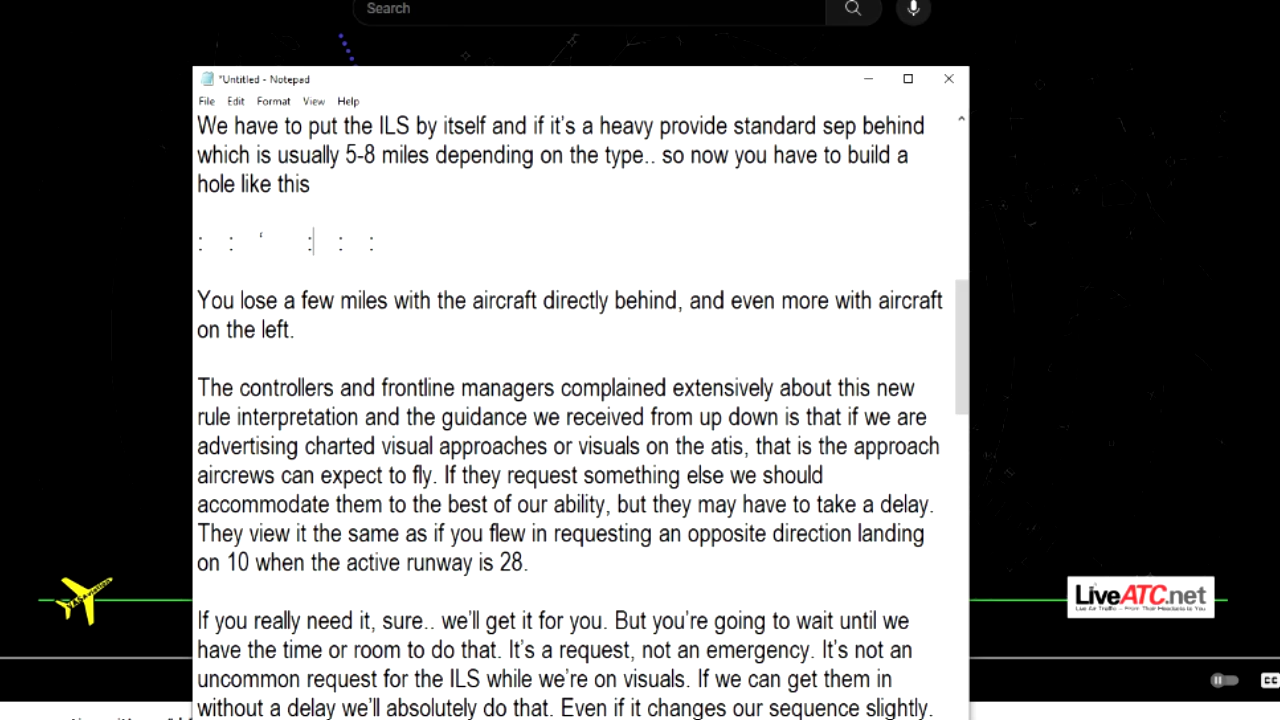 Search
*Untitled - Notepad
File Edit Format View Help
We have to put the ILS by itself and if it's a heavy provide standard sep behind
which is usually 5-8 miles depending on the type.. so now you have to build a
hole like this
: : ‘ : : :
You lose a few miles with the aircraft directly behind, and even more with aircraft
on the left.
The controllers and frontline managers complained extensively about this new
rule interpretation and the guidance we received from up down is that if we are
advertising charted visual approaches or visuals on the atis, that is the approach
aircrews can expect to fly. If they request something else we should
accommodate them to the best of our ability, but they may have to take a delay.
They view it the same as if you flew in requesting an opposite direction landing
on 10 when the active runway is 28.
LiveATC.net
Live Air Traffic - From Their Headsets to You
If you really need it, sure.. we'll get it for you. But you're going to wait until we
have the time or room to do that. It's a request, not an emergency. It's not an
uncommon request for the ILS while we're on visuals. If we can get them in
CC
without a delay we'll absolutely do that. Even if it changes our sequence slightly.